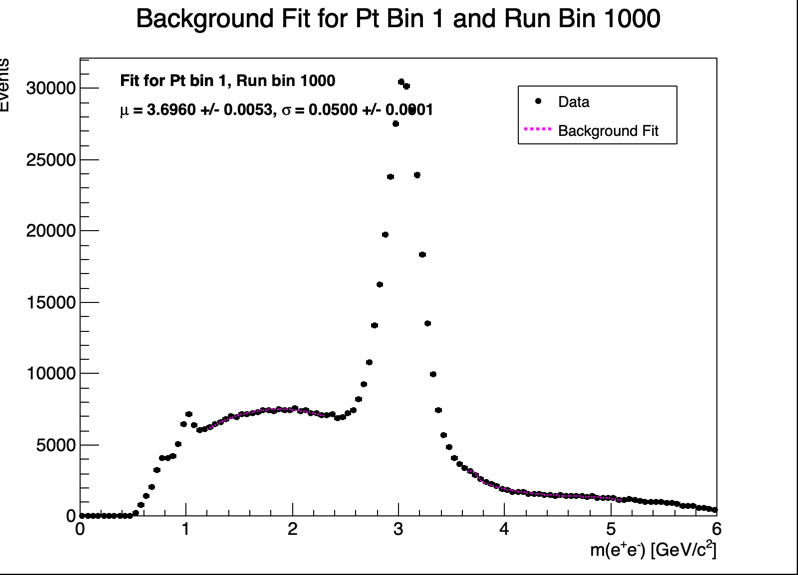 Background Fit for Pt Bin 1 and Run Bin 1000
Events
Fit for Pt bin 1, Run bin 1000
μ = 3.6960 +/- 0.0053, σ = 0.0500 +/- 0.0001
Data
Background Fit
30000
25000
20000
15000
10000
5000
0
0 1 2 3 4 5 6
m(e⁺e⁻) [GeV/c²]